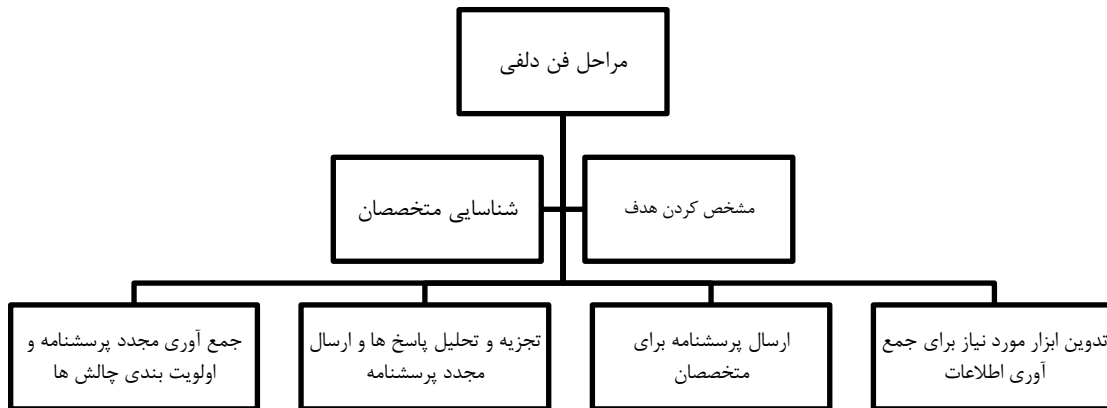 مراحل فن دلفی
مشخص کردن هدف
شناسایی متخصصان
تدوین ابزار مورد نیاز برای جمع
آوری اطلاعات
ارسال پرسشنامه برای
متخصصان
تجزیه و تحلیل پاسخ ها و ارسال
مجدد پرسشنامه
جمع آوری مجدد پرسشنامه و
اولویت بندی چالش ها